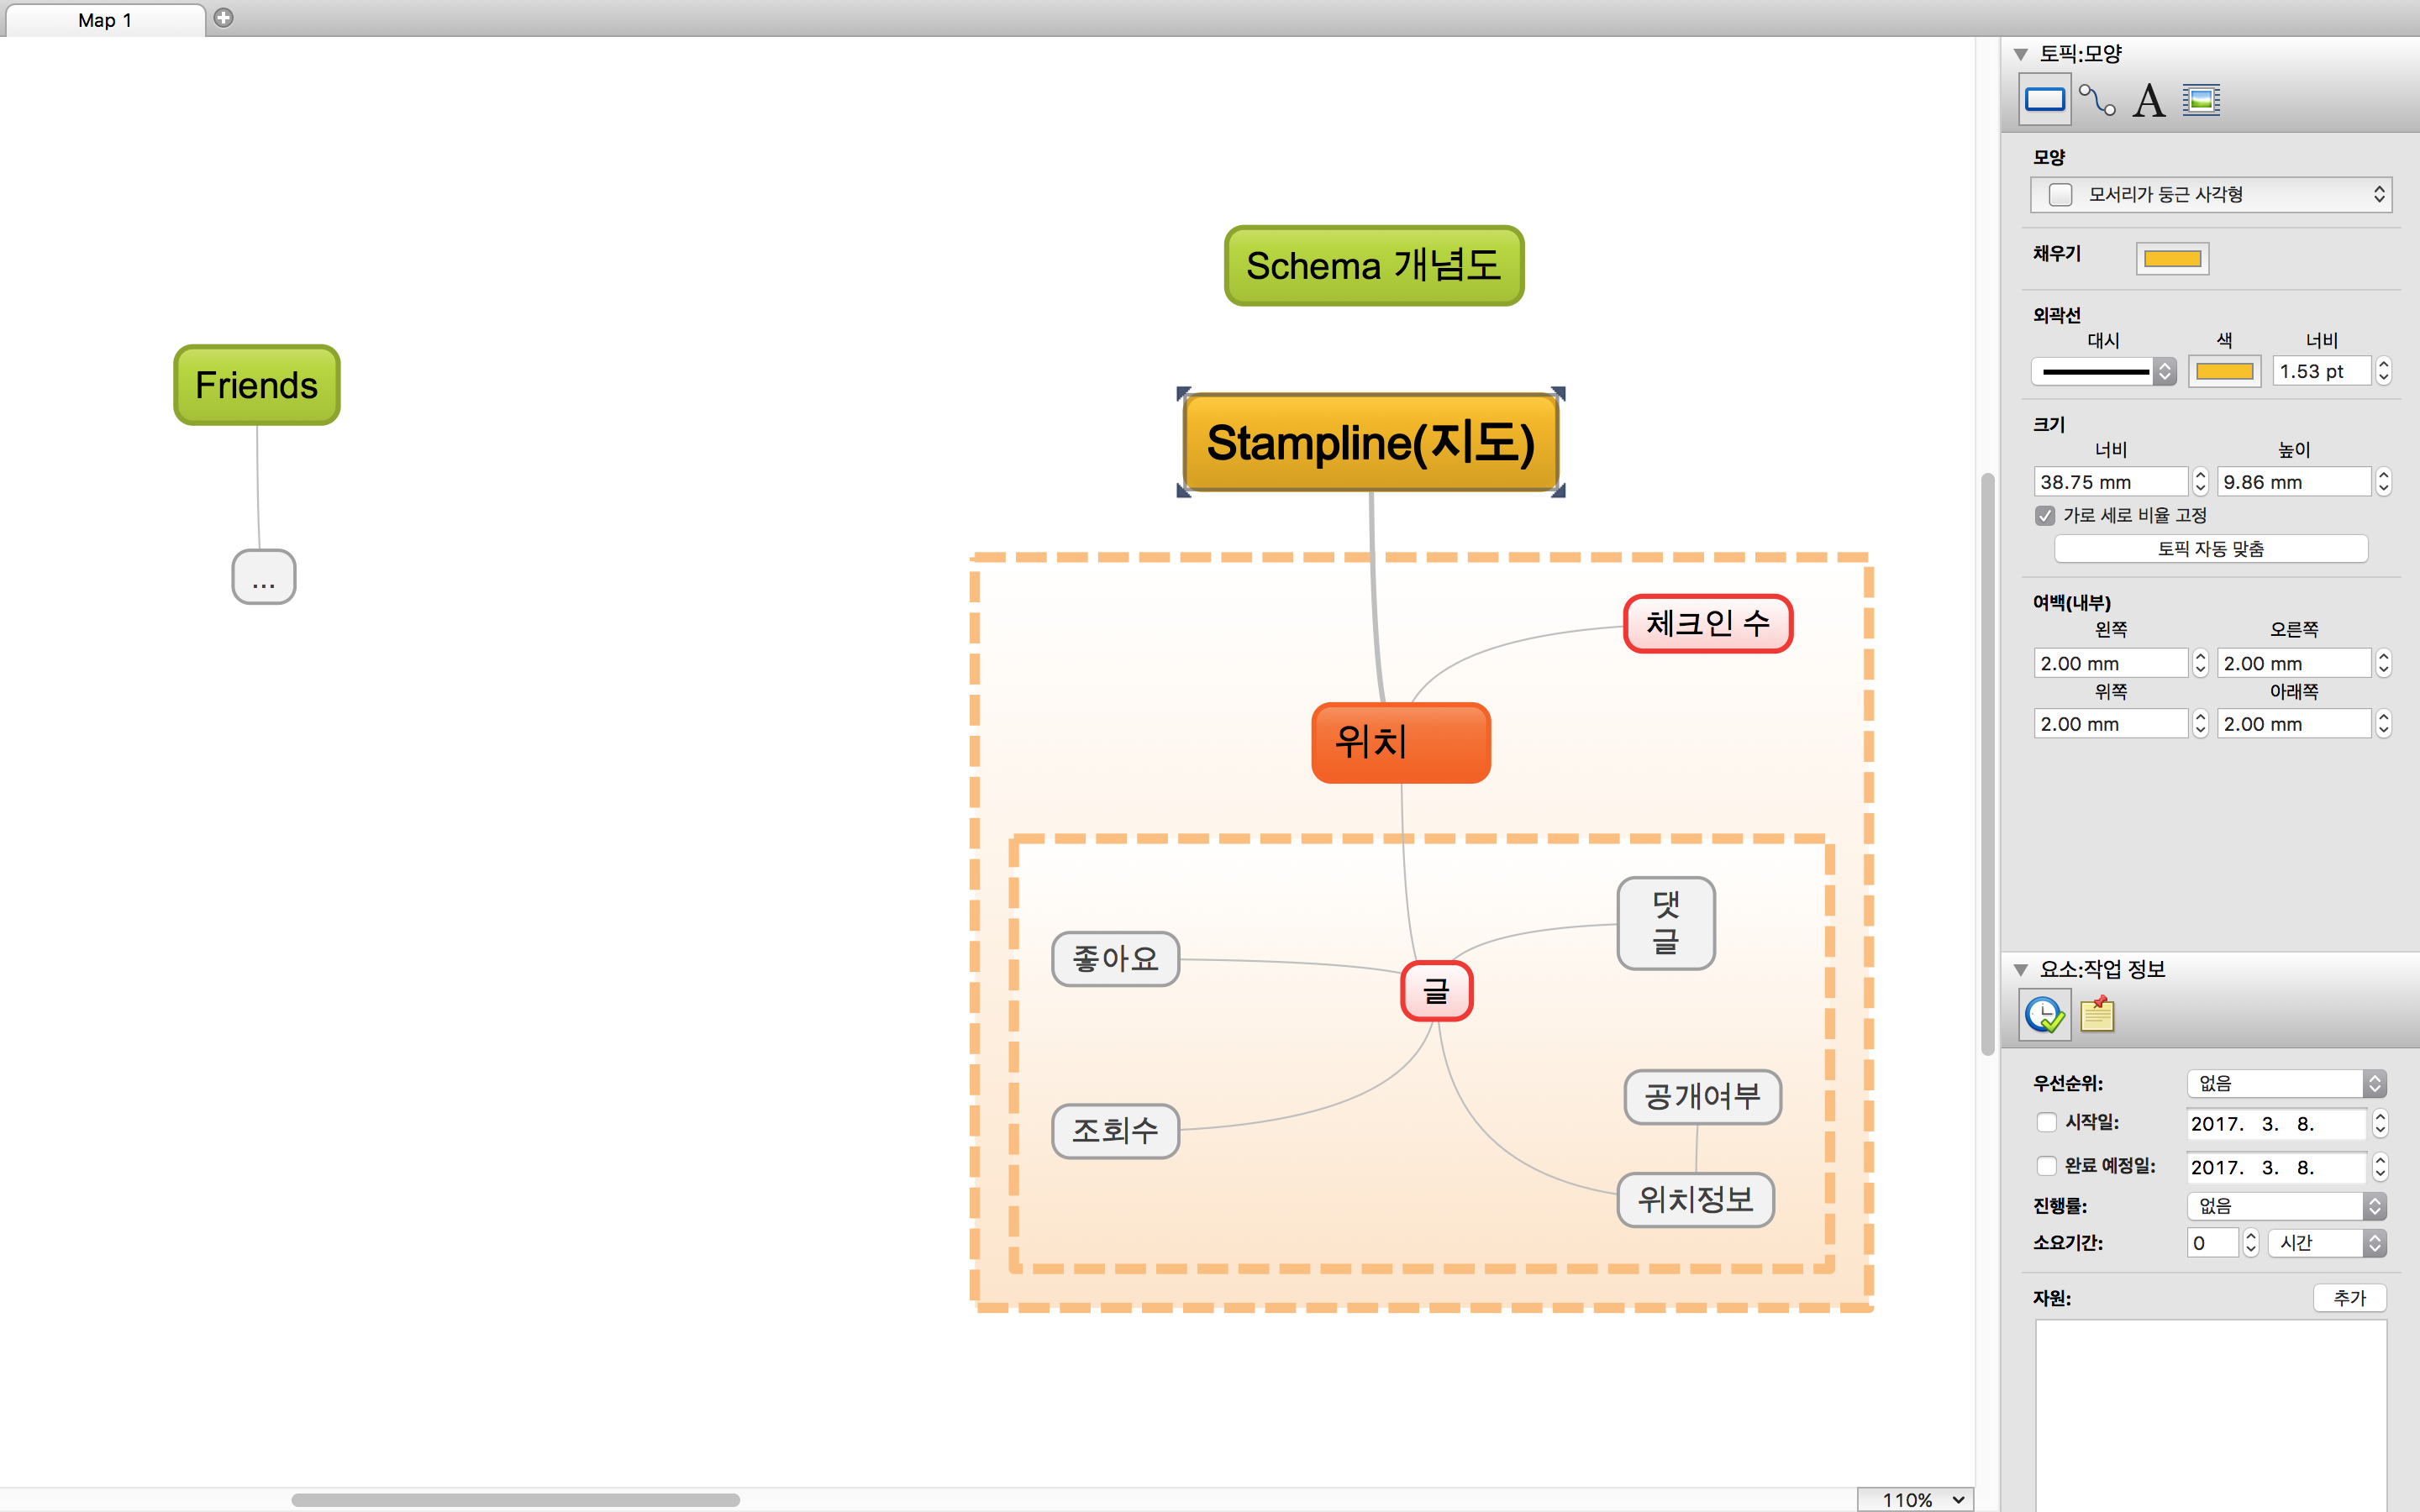 Map 1
Schema 개념도
Friends
Stampline(지도)
...
체크인 수
위치
댓
글
좋아요
글
공개여부
조회수
위치정보
110%
토픽:모양
A
모양
모서리가 둥근 사각형
채우기
외곽선
대시 색 너비
1.53 pt
크기
너비 높이
38.75 mm 9.86 mm
가로 세로 비율 고정
토픽 자동 맞춤
여백(내부)
왼쪽 오른쪽
2.00 mm 2.00 mm
위쪽 아래쪽
2.00 mm 2.00 mm
요소:작업 정보
우선순위: 없음
시작일: 2017. 3. 8.
완료 예정일: 2017. 3. 8.
진행률: 없음
소요기간: 0 시간
자원: 추가